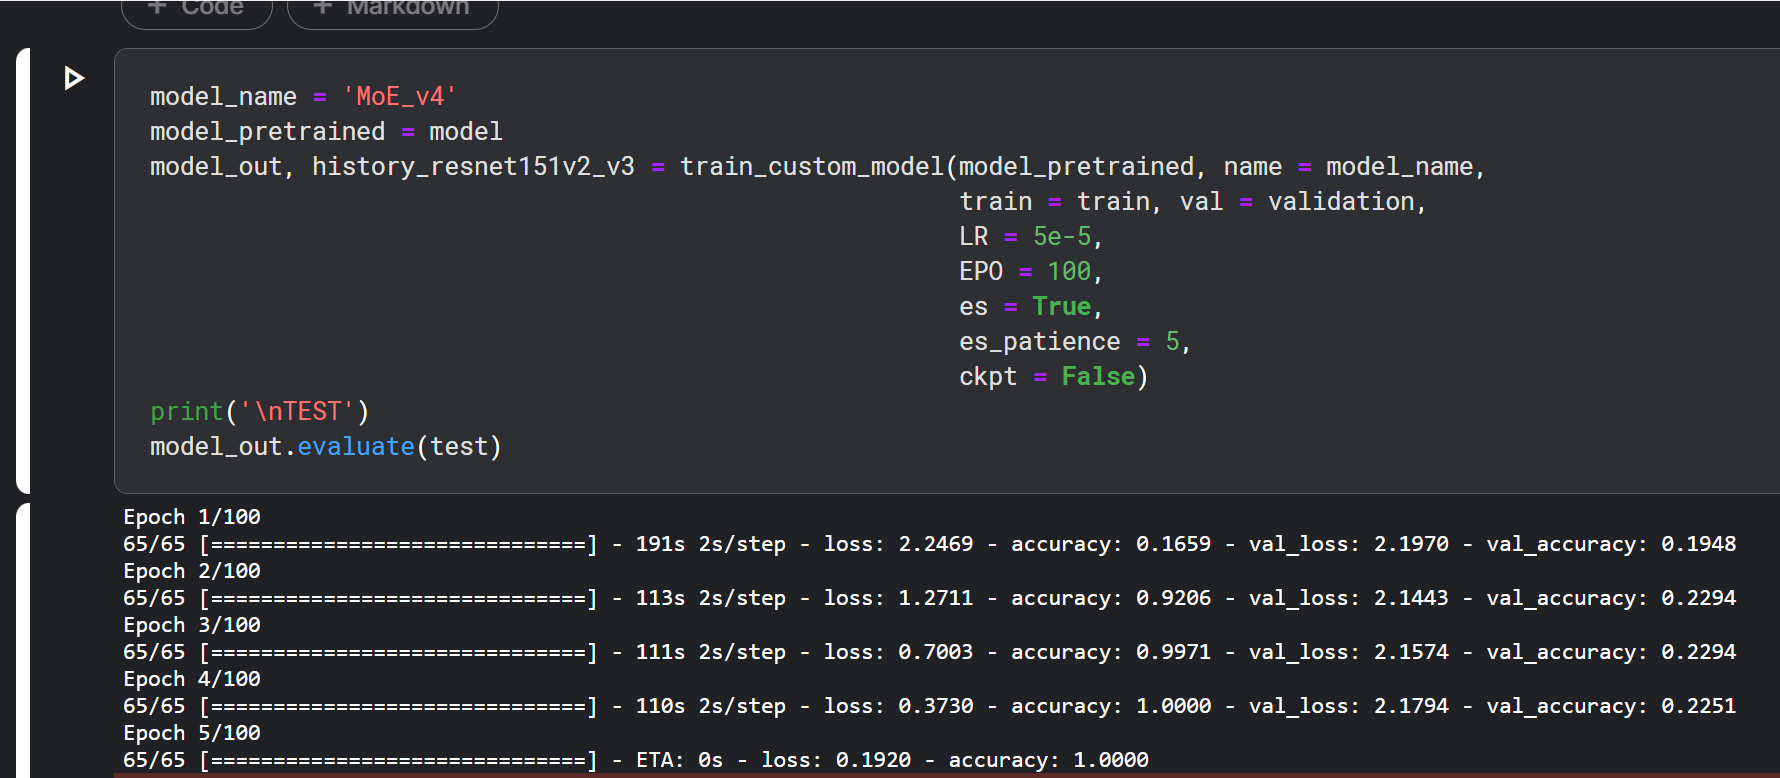 + Code + Markdown
model_name = 'MoE_v4'
model_pretrained = model
model_out, history_resnet151v2_v3 = train_custom_model(model_pretrained, name = model_name,
train = train, val = validation,
LR = 5e-5,
EPO = 100,
es = True,
es_patience = 5,
ckpt = False)
print('\nTEST')
model_out.evaluate(test)
Epoch 1/100
65/65 [==============================] - 191s 2s/step - loss: 2.2469 - accuracy: 0.1659 - val_loss: 2.1970 - val_accuracy: 0.1948
Epoch 2/100
65/65 [==============================] - 113s 2s/step - loss: 1.2711 - accuracy: 0.9206 - val_loss: 2.1443 - val_accuracy: 0.2294
Epoch 3/100
65/65 [==============================] - 111s 2s/step - loss: 0.7003 - accuracy: 0.9971 - val_loss: 2.1574 - val_accuracy: 0.2294
Epoch 4/100
65/65 [==============================] - 110s 2s/step - loss: 0.3730 - accuracy: 1.0000 - val_loss: 2.1794 - val_accuracy: 0.2251
Epoch 5/100
65/65 [==============================] - ETA: 0s - loss: 0.1920 - accuracy: 1.0000